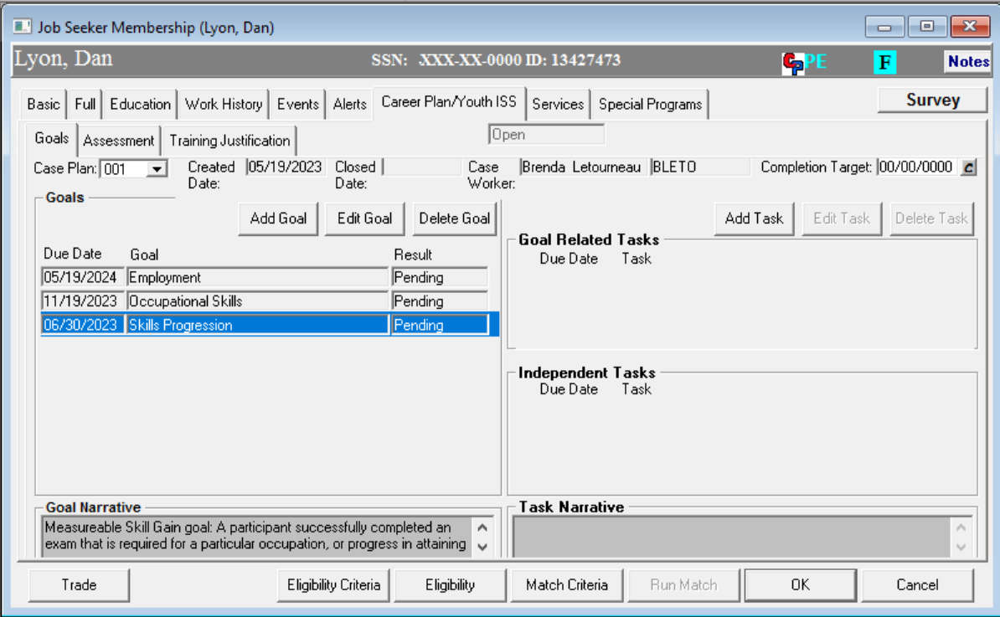 Job Seeker Membership (Lyon, Dan)
Lyon, Dan SSN: XXX-XX-0000 ID: 13427473 CP PE F Notes
Basic Full Education Work History Events Alerts Career Plan/Youth ISS Services Special Programs Survey
Goals Assessment Training Justification Open
Case Plan: 001 Created Date: 05/19/2023 Closed Date: Case Worker: Brenda Letourneau BLETO Completion Target: 00/00/0000 C
Goals
Add Goal Edit Goal Delete Goal
Due Date Goal Result
05/19/2024 Employment Pending
11/19/2023 Occupational Skills Pending
06/30/2023 Skills Progression Pending
Add Task Edit Task Delete Task
Goal Related Tasks
Due Date Task
Independent Tasks
Due Date Task
Goal Narrative
Measureable Skill Gain goal: A participant successfully completed an
exam that is required for a particular occupation, or progress in attaining
Task Narrative
Trade Eligibility Criteria Eligibility Match Criteria Run Match OK Cancel